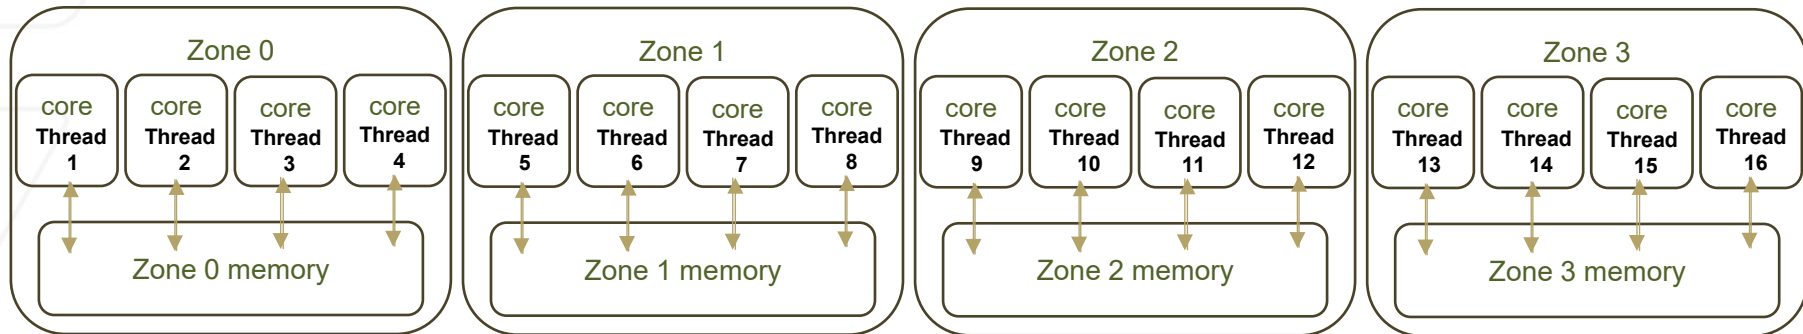 Zone 0
core
Thread
1
core
Thread
2
core
Thread
3
core
Thread
4
Zone 0 memory
Zone 1
core
Thread
5
core
Thread
6
core
Thread
7
core
Thread
8
Zone 1 memory
Zone 2
core
Thread
9
core
Thread
10
core
Thread
11
core
Thread
12
Zone 2 memory
Zone 3
core
Thread
13
core
Thread
14
core
Thread
15
core
Thread
16
Zone 3 memory